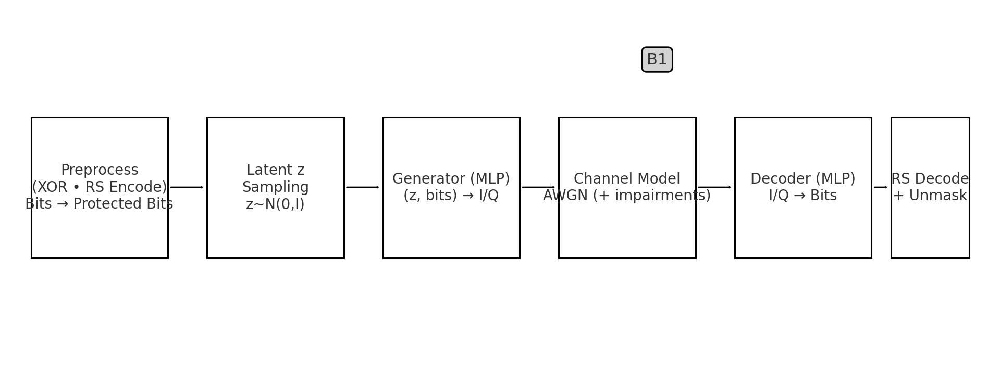 B1
Preprocess
(XOR • RS Encode)
Bits → Protected Bits
Latent z
Sampling
z~N(0,I)
Generator (MLP)
(z, bits) → I/Q
Channel Model
AWGN (+ impairments)
Decoder (MLP)
I/Q → Bits
RS Decode
+ Unmask